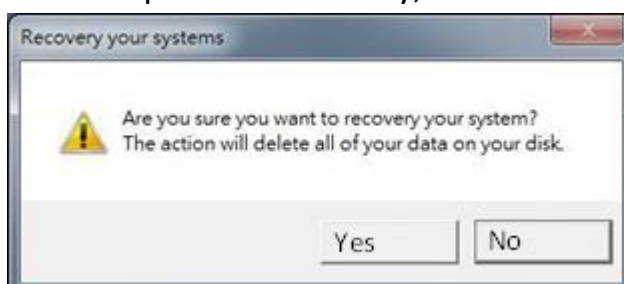 Recovery your systems
Are you sure you want to recovery your system?
The action will delete all of your data on your disk.
Yes
No